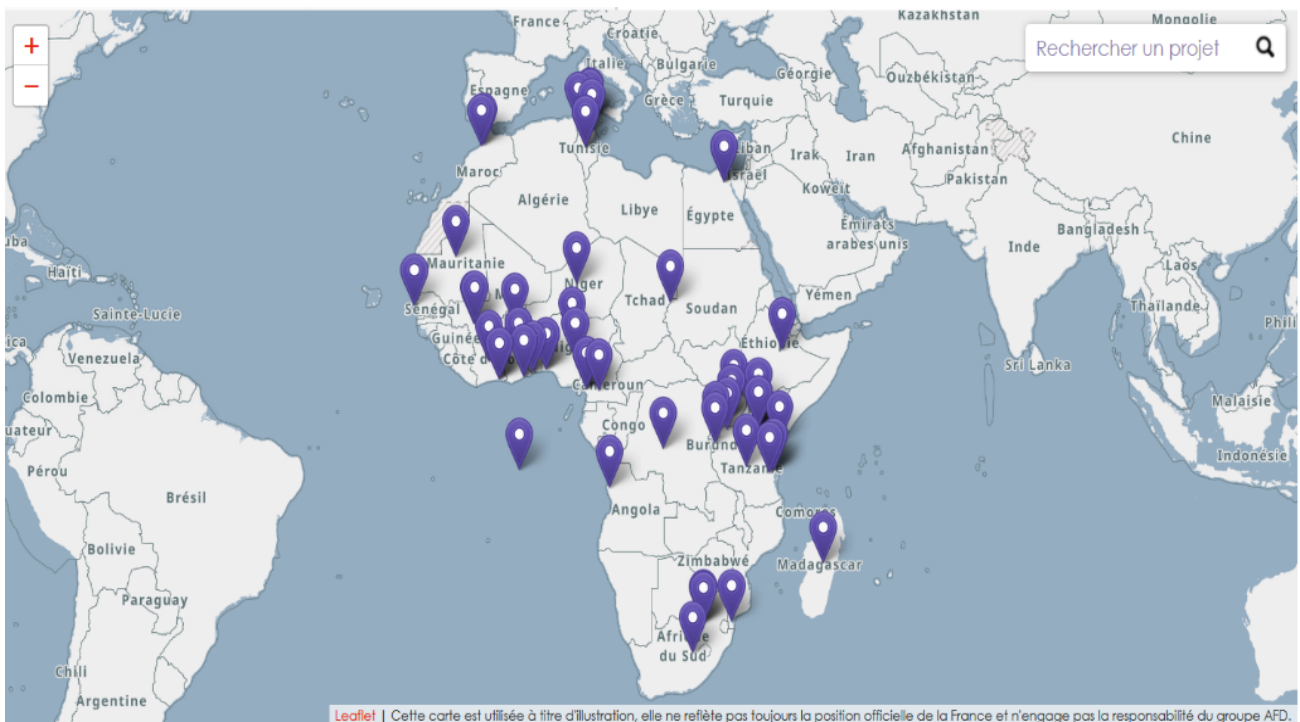 +
−
Rechercher un projet
France
Kazakhstan
Mongolie
Croatie
Italie
Bulgarie
Géorgie
Ouzbékistan
Espagne
Grèce
Turquie
Chine
Tunisie
Liban
Irak
Iran
Afghanistan
Maroc
Israël
Koweït
Pakistan
Algérie
Libye
Égypte
Émirats
arabes unis
Bangladesh
Inde
Haïti
Mauritanie
Laos
Niger
Tchad
Soudan
Yémen
Thaïlande
Sainte-Lucie
Sénégal
Phili
Guinée
Éthiopie
Côte d'
Venezuela
Sri Lanka
Cameroun
Colombie
Malaisie
uateur
Congo
Burundi
Indonésie
Pérou
Tanzanie
Brésil
Angola
Comores
Bolivie
Zimbabwé
Madagascar
Paraguay
Afrique
du Sud
Chili
Argentine
Leaflet | Cette carte est utilisée à titre d'illustration, elle ne reflète pas toujours la position officielle de la France et n'engage pas la responsabilité du groupe AFD.